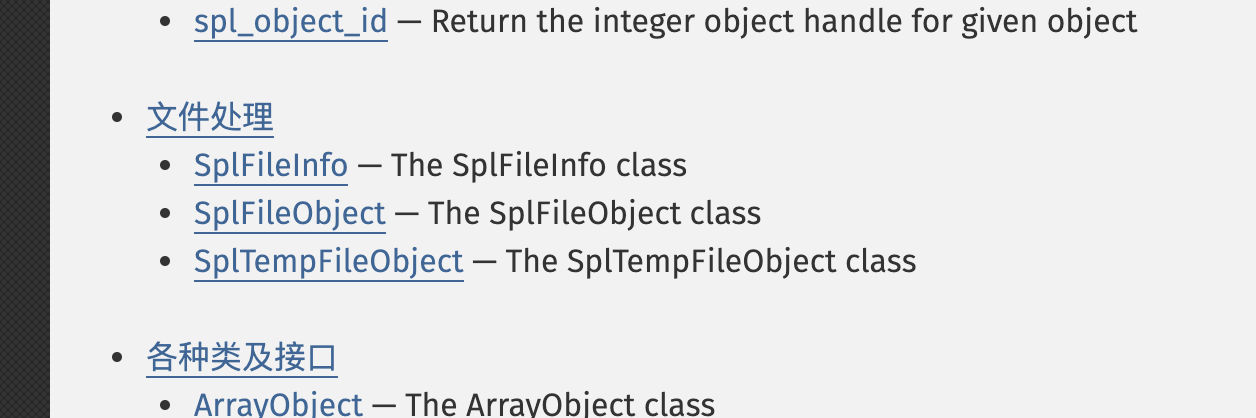 spl_object_id — Return the integer object handle for given object
文件处理
SplFileInfo — The SplFileInfo class
SplFileObject — The SplFileObject class
SplTempFileObject — The SplTempFileObject class
各种类及接口
ArrayObject — The ArrayObject class